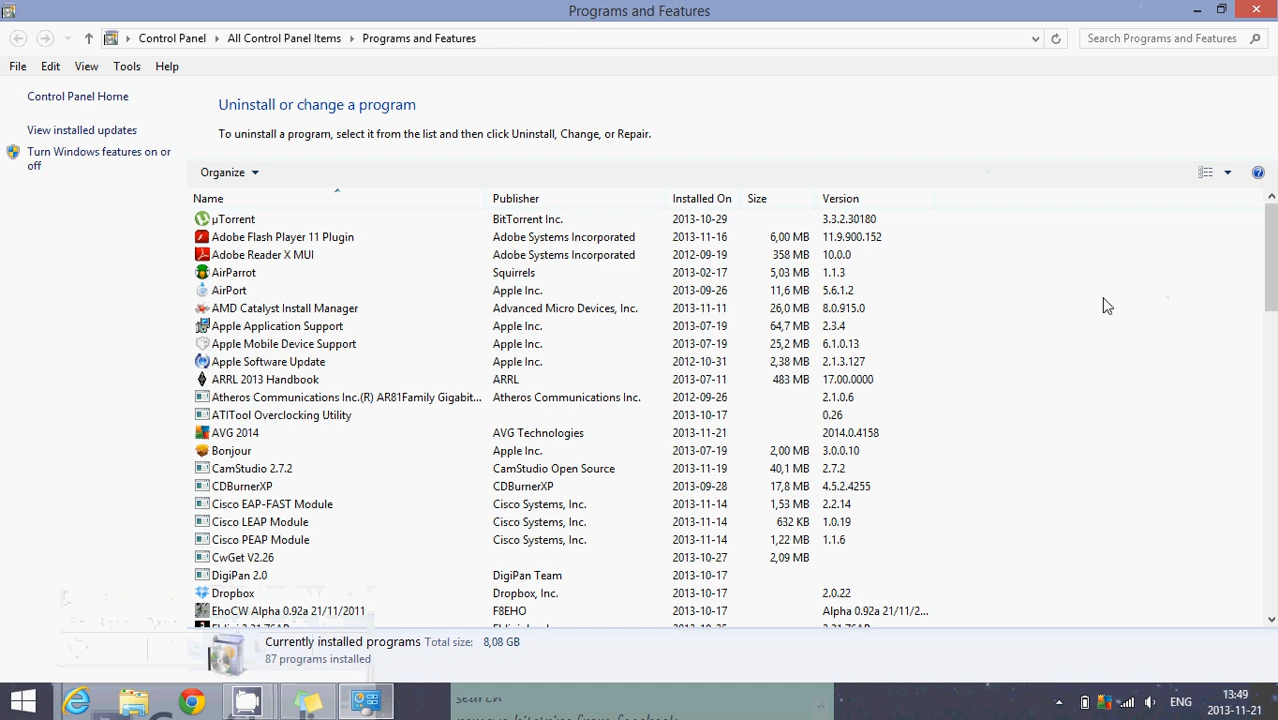 Programs and Features
Control Panel All Control Panel Items Programs and Features Search Programs and Features
File Edit View Tools Help
Control Panel Home
View installed updates
Turn Windows features on or
off
Uninstall or change a program
To uninstall a program, select it from the list and then click Uninstall, Change, or Repair.
Organize
Name Publisher Installed On Size Version
µTorrent BitTorrent Inc. 2013-10-29 3.3.2.30180
Adobe Flash Player 11 Plugin Adobe Systems Incorporated 2013-11-16 6,00 MB 11.9.900.152
Adobe Reader X MUI Adobe Systems Incorporated 2012-09-19 358 MB 10.0.0
AirParrot Squirrels 2013-02-17 5,03 MB 1.1.3
AirPort Apple Inc. 2013-09-26 11,6 MB 5.6.1.2
AMD Catalyst Install Manager Advanced Micro Devices, Inc. 2013-11-11 26,0 MB 8.0.915.0
Apple Application Support Apple Inc. 2013-07-19 64,7 MB 2.3.4
Apple Mobile Device Support Apple Inc. 2013-07-19 25,2 MB 6.1.0.13
Apple Software Update Apple Inc. 2012-10-31 2,38 MB 2.1.3.127
ARRL 2013 Handbook ARRL 2013-07-11 483 MB 17.00.0000
Atheros Communications Inc.(R) AR81Family Gigabit... Atheros Communications Inc. 2012-09-26 2.1.0.6
ATITool Overclocking Utility 2013-10-17 0.26
AVG 2014 AVG Technologies 2013-11-21 2014.0.4158
Bonjour Apple Inc. 2013-07-19 2,00 MB 3.0.0.10
CamStudio 2.7.2 CamStudio Open Source 2013-11-19 40,1 MB 2.7.2
CDBurnerXP CDBurnerXP 2013-09-28 17,8 MB 4.5.2.4255
Cisco EAP-FAST Module Cisco Systems, Inc. 2013-11-14 1,53 MB 2.2.14
Cisco LEAP Module Cisco Systems, Inc. 2013-11-14 632 KB 1.0.19
Cisco PEAP Module Cisco Systems, Inc. 2013-11-14 1,22 MB 1.1.6
CwGet V2.26 2013-10-27 2,09 MB
DigiPan 2.0 DigiPan Team 2013-10-17
Dropbox Dropbox, Inc. 2.0.22
EhoCW Alpha 0.92a 21/11/2011 F8EHO 2013-10-17 Alpha 0.92a 21/11/2...
Currently installed programs Total size: 8,08 GB
87 programs installed
search
ENG 13:49
2013-11-21